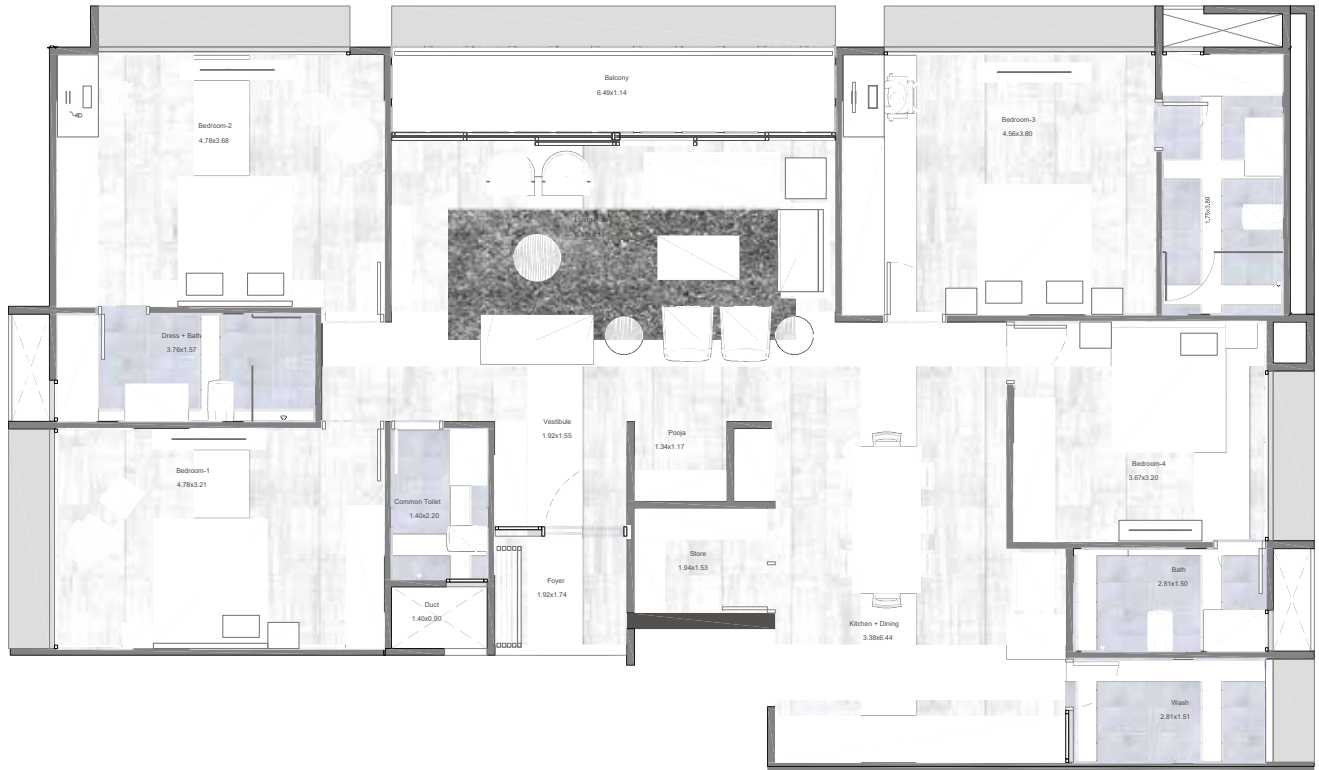 Balcony
6.49x1.14
Bedroom-2
4.78x3.68
Bedroom-3
4.56x3.80
1.76x3.80
Dress + Bath
3.76x1.57
Vestibule
1.92x1.55
Pooja
1.34x1.17
Bedroom-1
4.78x3.21
Bedroom-4
3.67x3.20
Common Toilet
1.40x2.20
Store
1.94x1.53
Foyer
1.92x1.74
Bath
2.81x1.50
Duct
1.40x0.90
Kitchen + Dining
3.38x6.44
Wash
2.81x1.51